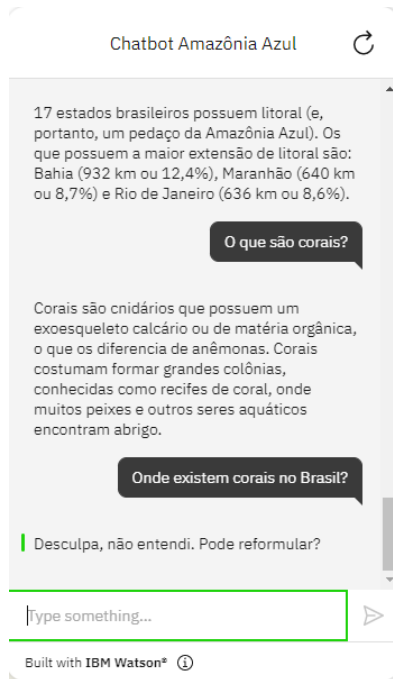 Chatbot Amazônia Azul
17 estados brasileiros possuem litoral (e,
portanto, um pedaço da Amazônia Azul). Os
que possuem a maior extensão de litoral são:
Bahia (932 km ou 12,4%), Maranhão (640 km
ou 8,7%) e Rio de Janeiro (636 km ou 8,6%).
O que são corais?
Corais são cnidários que possuem um
exoesqueleto calcário ou de matéria orgânica,
o que os diferencia de anêmonas. Corais
costumam formar grandes colônias,
conhecidas como recifes de coral, onde
muitos peixes e outros seres aquáticos
encontram abrigo.
Onde existem corais no Brasil?
Desculpa, não entendi. Pode reformular?
Type something...
Built with IBM Watson®